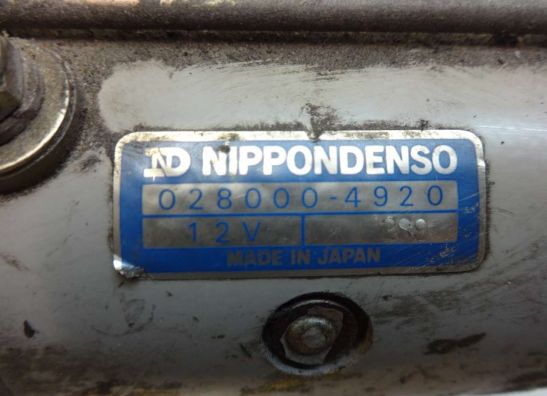 ND NIPPONDENSO
028000-4920
12V
MADE IN JAPAN